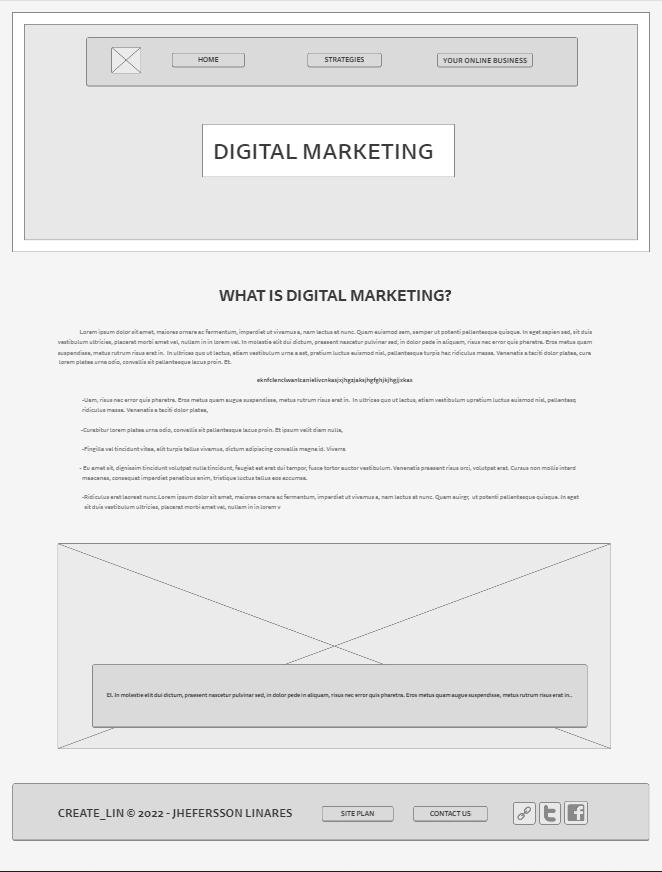 HOME
STRATEGIES
YOUR ONLINE BUSINESS
DIGITAL MARKETING
WHAT IS DIGITAL MARKETING?
Lorem ipsum dolor sit amet, maiores ornare ac fermentum, imperdiet ut vivamus a, nam lectus at nunc. Quam euismod sem, semper ut potenti pellentesque quisque. In eget sapien sed, sit duis
vestibulum ultricies, placerat morbi amet vel, nullam in in lorem vel. In molestie elit dui dictum, praesent nascetur pulvinar sed, in dolor pede in aliquam, risus nec error quis pharetra. Eros metus quam
suspendisse, metus rutrum risus erat in. In ultrices quo ut lectus, etiam vestibulum urna a est, pretium luctus euismod nisl, pellentesque turpis hac ridiculus massa. Venenatis a taciti dolor platea, cura
lorem platea urna odio, convallis sit pellentesque lacus proin. Et.
-Uam, risus nec error quis pharetra. Eros metus quam augue suspendisse, metus rutrum risus erat in. In ultrices quo ut lectus, etiam vestibulum upretium luctus euismod nisl, pellentesq
ridiculus massa. Venenatis a taciti dolor platea,
-Curabitur lorem platea urna odio, convallis sit pellentesque lacus proin. Et ipsum velit diam nulla,
-Fingilla vel tincidunt vitae, elit turpis tellus vivamus, dictum adipiscing convallis magna id. Viverra
- Eu amet sit, dignissim tincidunt volutpat nulla tincidunt, feugiat est erat dui tempor, fusce tortor auctor vestibulum. Venenatis praesent risus orci, volutpat erat. Cursus non mollis interd
maecenas, consequat imperdiet penatibus enim, tristique luctus tellus eos accumsa.
-Ridiculus erat laoreet nunc.Lorem ipsum dolor sit amet, maiores ornare ac fermentum, imperdiet ut vivamus a, nam lectus at nunc. Quam ut potenti pellentesque quisque. In eget
sit duis vestibulum ultricies, placerat morbi amet vel, nullam in in lorem v
El. In molestie elit dui dictum, praesent nascetur pulvinar sed, in dolor pede in aliquam, risus nec error quis pharetra. Eros metus quam augue suspendisse, metus rutrum risus erat in..
CREATE_LIN © 2022 - JHEFERSSON LINARES
SITE PLAN
CONTACT US